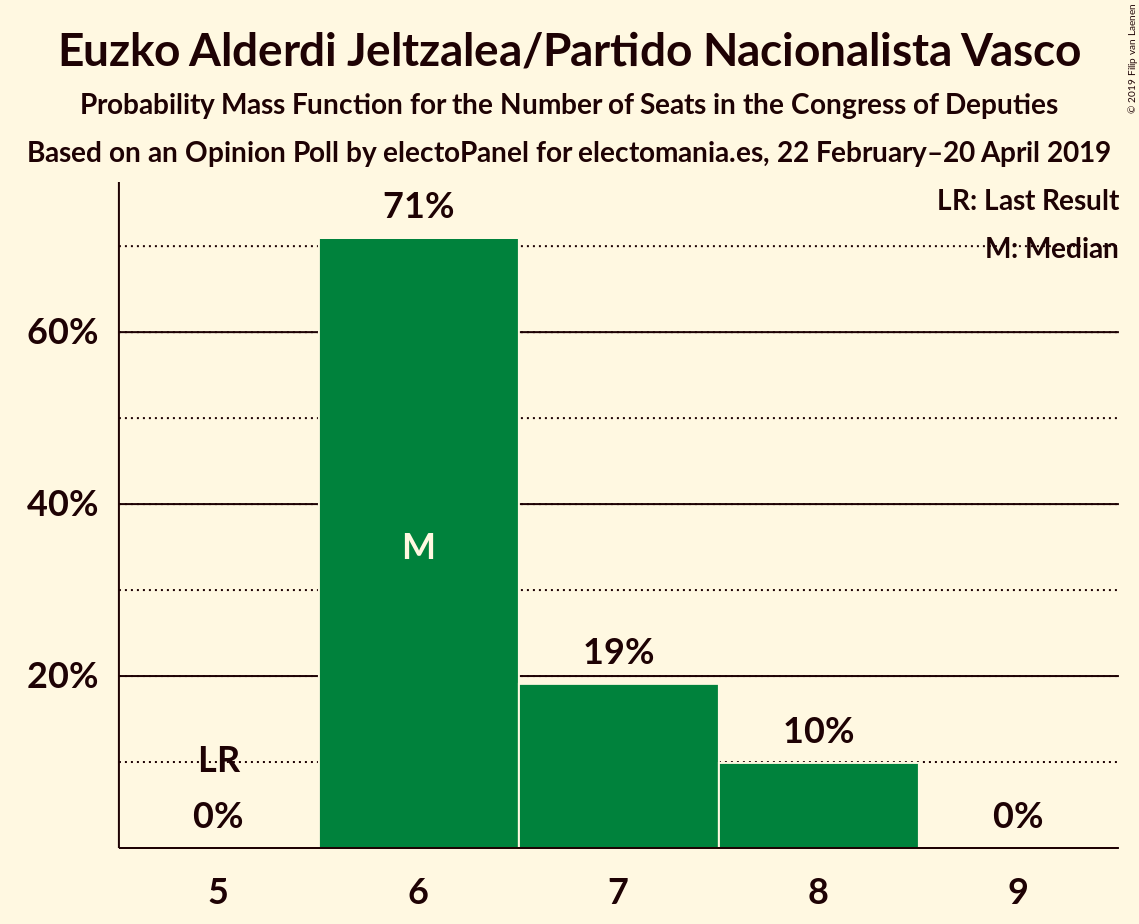 Euzko Alderdi Jeltzalea/Partido Nacionalista Vasco
Probability Mass Function for the Number of Seats in the Congress of Deputies
Based on an Opinion Poll by electoPanel for electomania.es, 22 February–20 April 2019
© 2019 Filip van Laenen
LR: Last Result
M: Median
71%
60%
40%
M
19%
20%
10%
LR
0%
0%
5
6
7
8
9